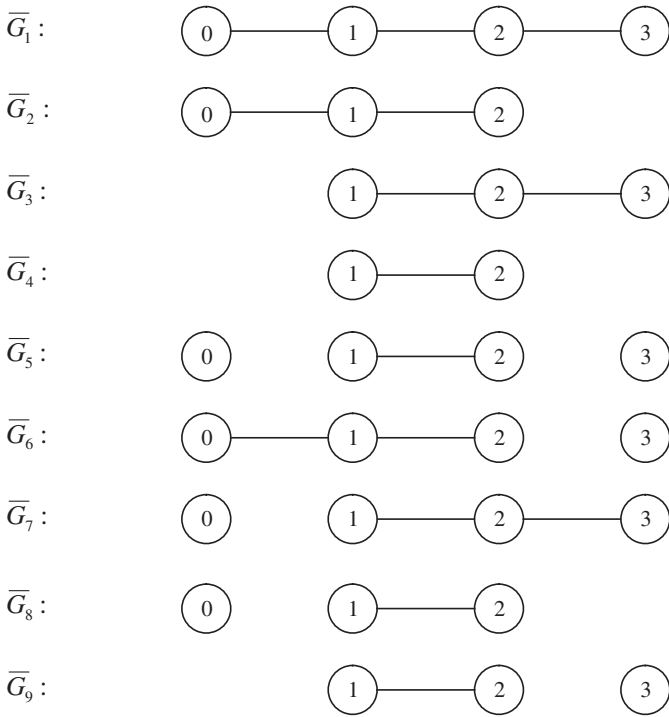 G̅₁ : 0 1 2 3
G̅₂ : 0 1 2
G̅₃ : 1 2 3
G̅₄ : 1 2
G̅₅ : 0 1 2 3
G̅₆ : 0 1 2 3
G̅₇ : 0 1 2 3
G̅₈ : 0 1 2
G̅₉ : 1 2 3